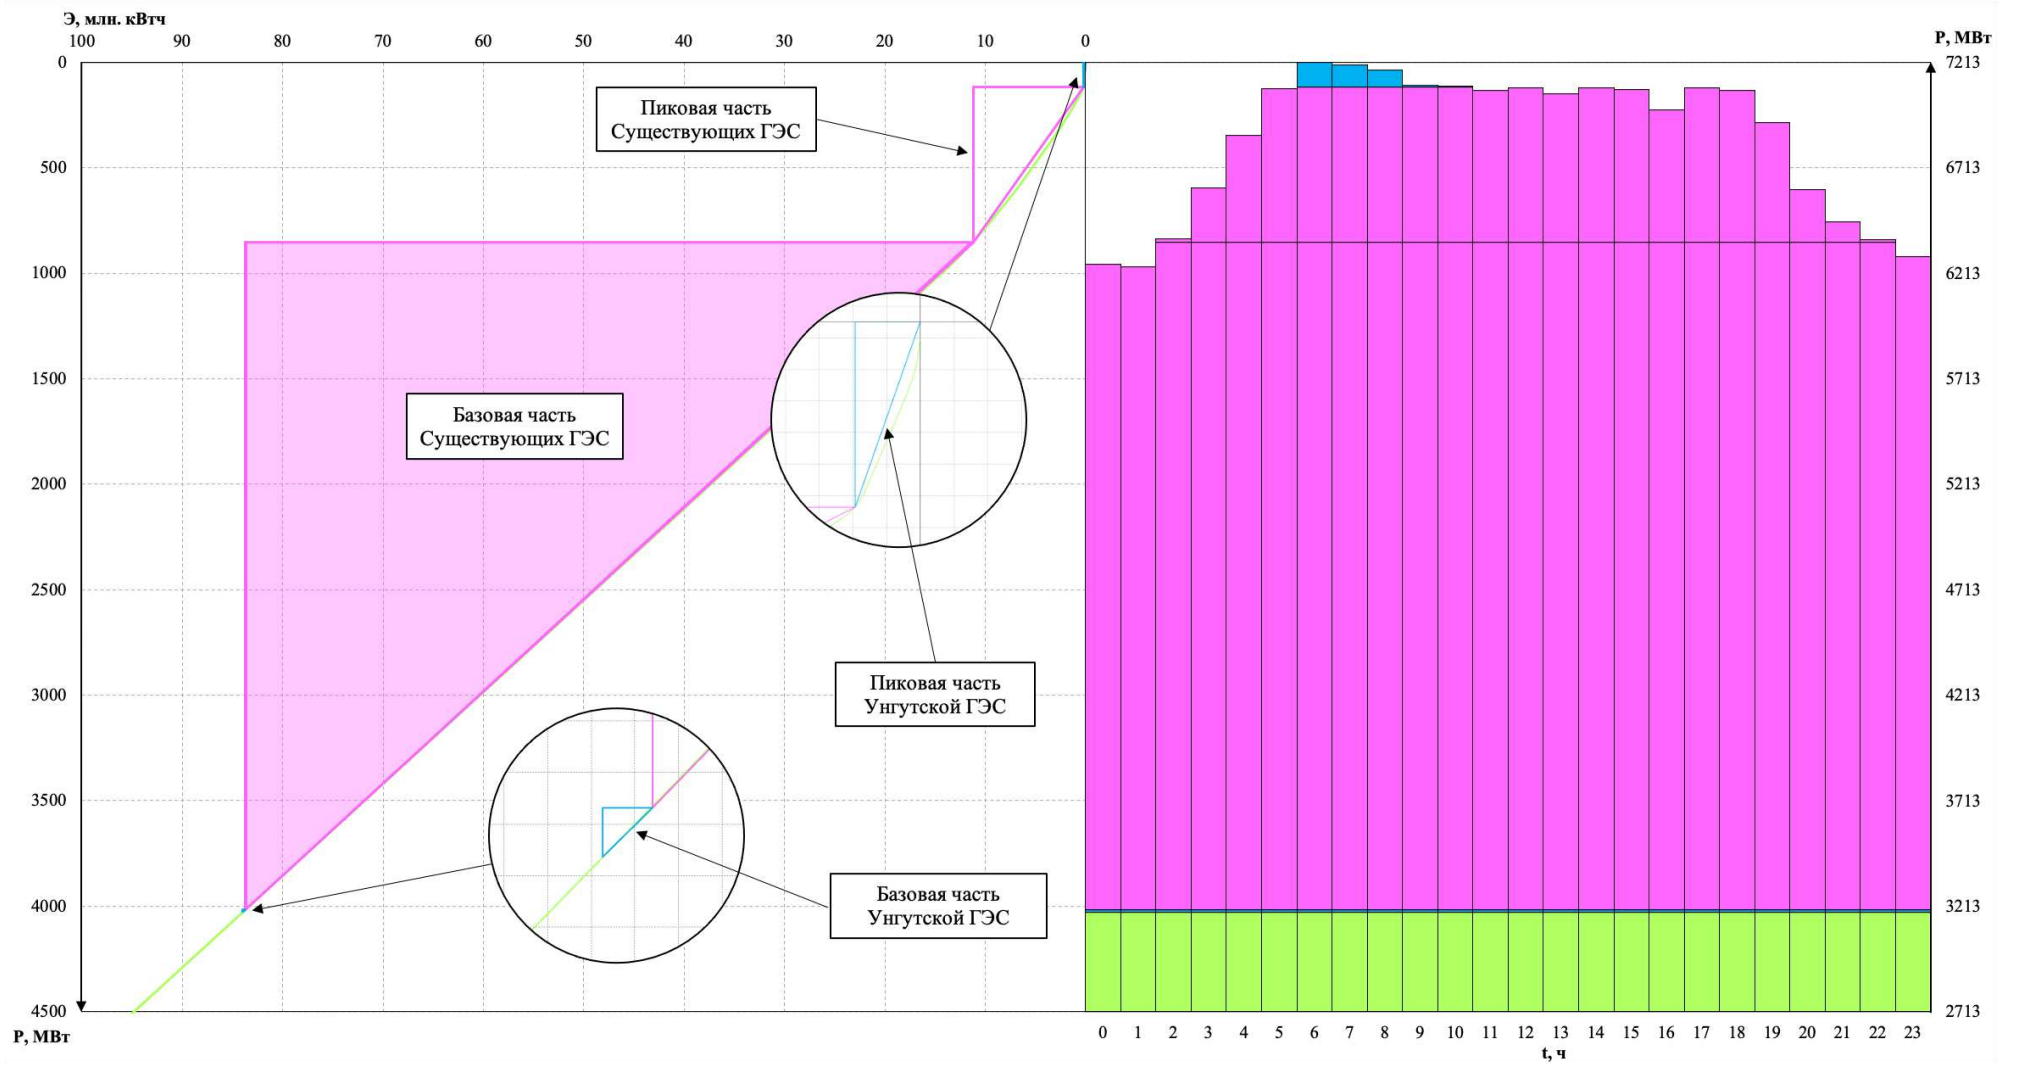 Э, млн. кВтч
100 90 80 70 60 50 40 30 20 10 0
Р, МВт
0
7213
Пиковая часть
Существующих ГЭС
500
6713
1000
6213
1500
5713
Базовая часть
Существующих ГЭС
2000
5213
2500
4713
Пиковая часть
Унгутской ГЭС
3000
4213
3500
3713
Базовая часть
Унгутской ГЭС
4000
3213
4500
2713
Р, МВт
0 1 2 3 4 5 6 7 8 9 10 11 12 13 14 15 16 17 18 19 20 21 22 23
t, ч